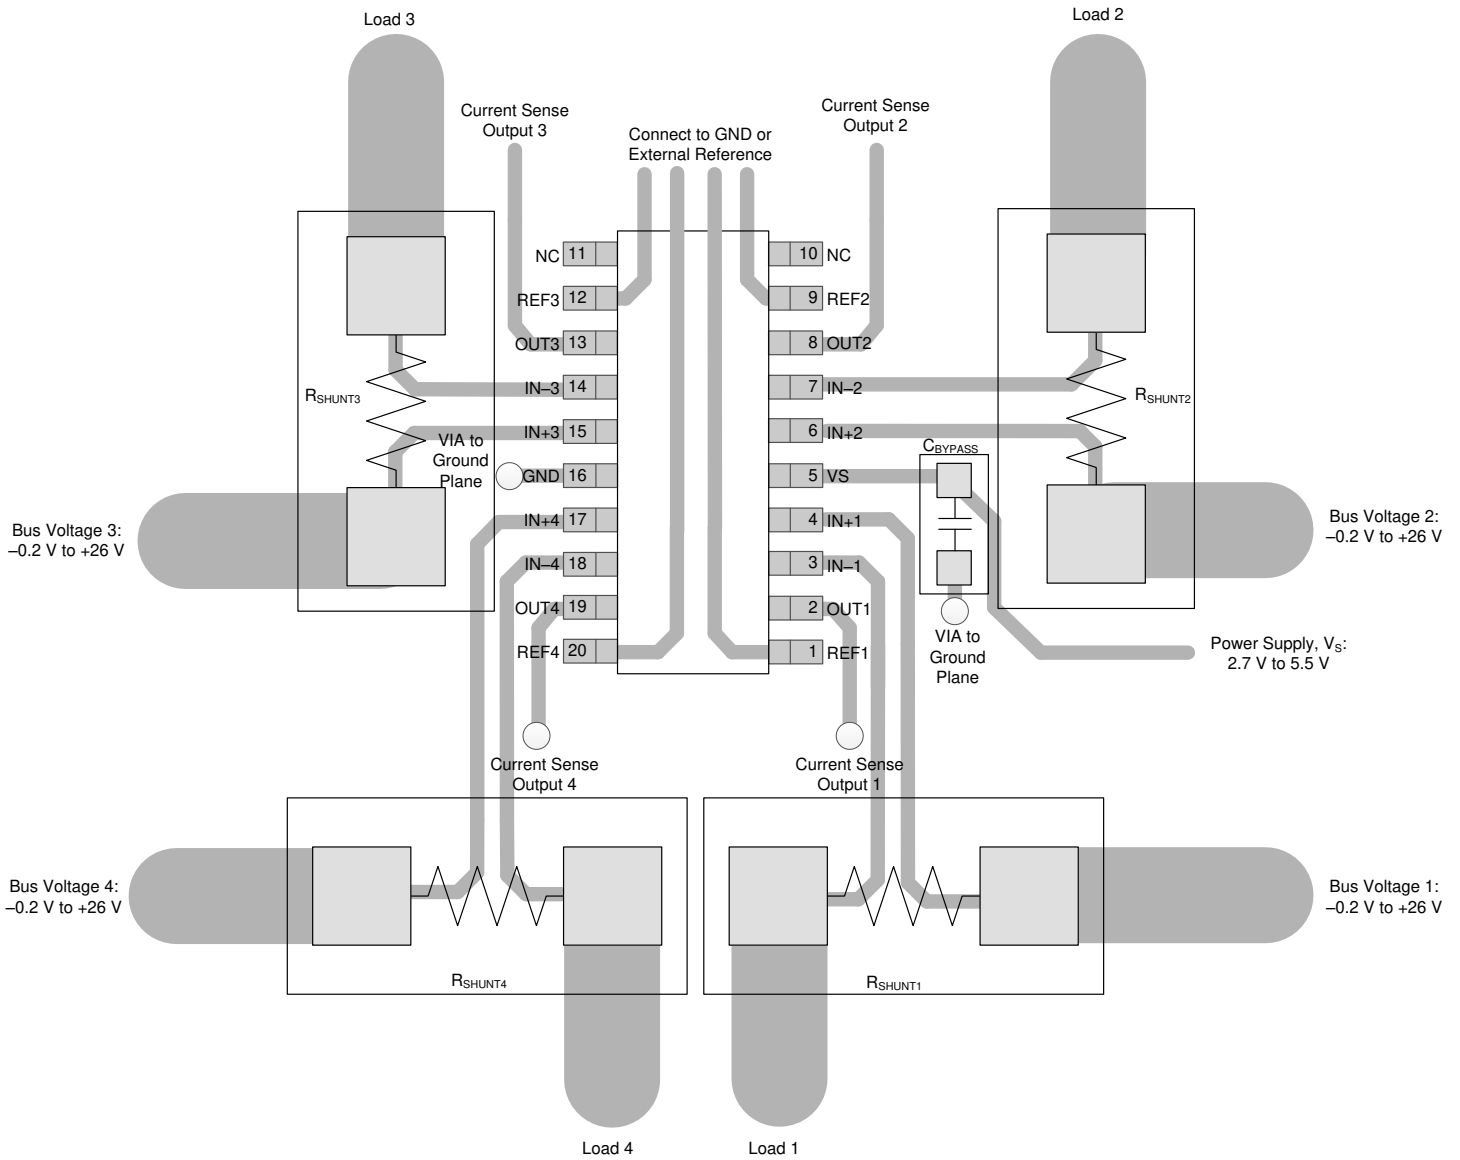 Load 3
Load 2
Current Sense
Output 3
Current Sense
Output 2
Connect to GND or
External Reference
NC 11
10 NC
REF3 12
9 REF2
OUT3 13
8 OUT2
IN–3 14
7 IN–2
IN+3 15
6 IN+2
GND 16
5 VS
IN+4 17
4 IN+1
IN–4 18
3 IN–1
OUT4 19
2 OUT1
REF4 20
1 REF1
RSHUNT3
RSHUNT2
VIA to
Ground
Plane
CBYPASS
Bus Voltage 3:
–0.2 V to +26 V
Bus Voltage 2:
–0.2 V to +26 V
VIA to
Ground
Plane
Power Supply, VS:
2.7 V to 5.5 V
Current Sense
Output 4
Current Sense
Output 1
Bus Voltage 4:
–0.2 V to +26 V
Bus Voltage 1:
–0.2 V to +26 V
RSHUNT4
RSHUNT1
Load 4
Load 1